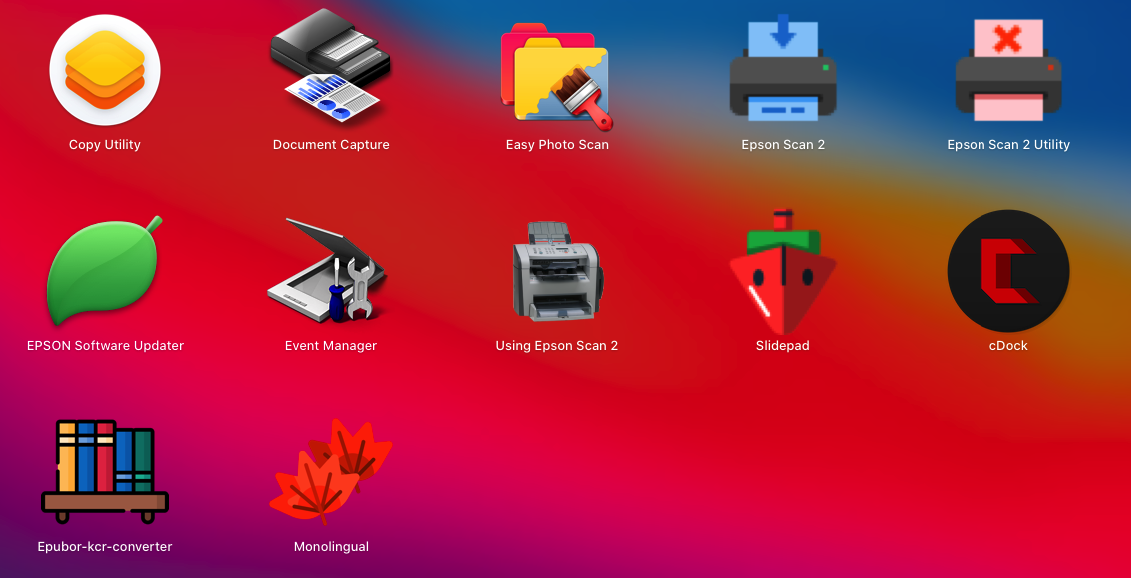 Copy Utility
Document Capture
Easy Photo Scan
Epson Scan 2
Epson Scan 2 Utility
EPSON Software Updater
Event Manager
Using Epson Scan 2
Slidepad
cDock
Epubor-kcr-converter
Monolingual